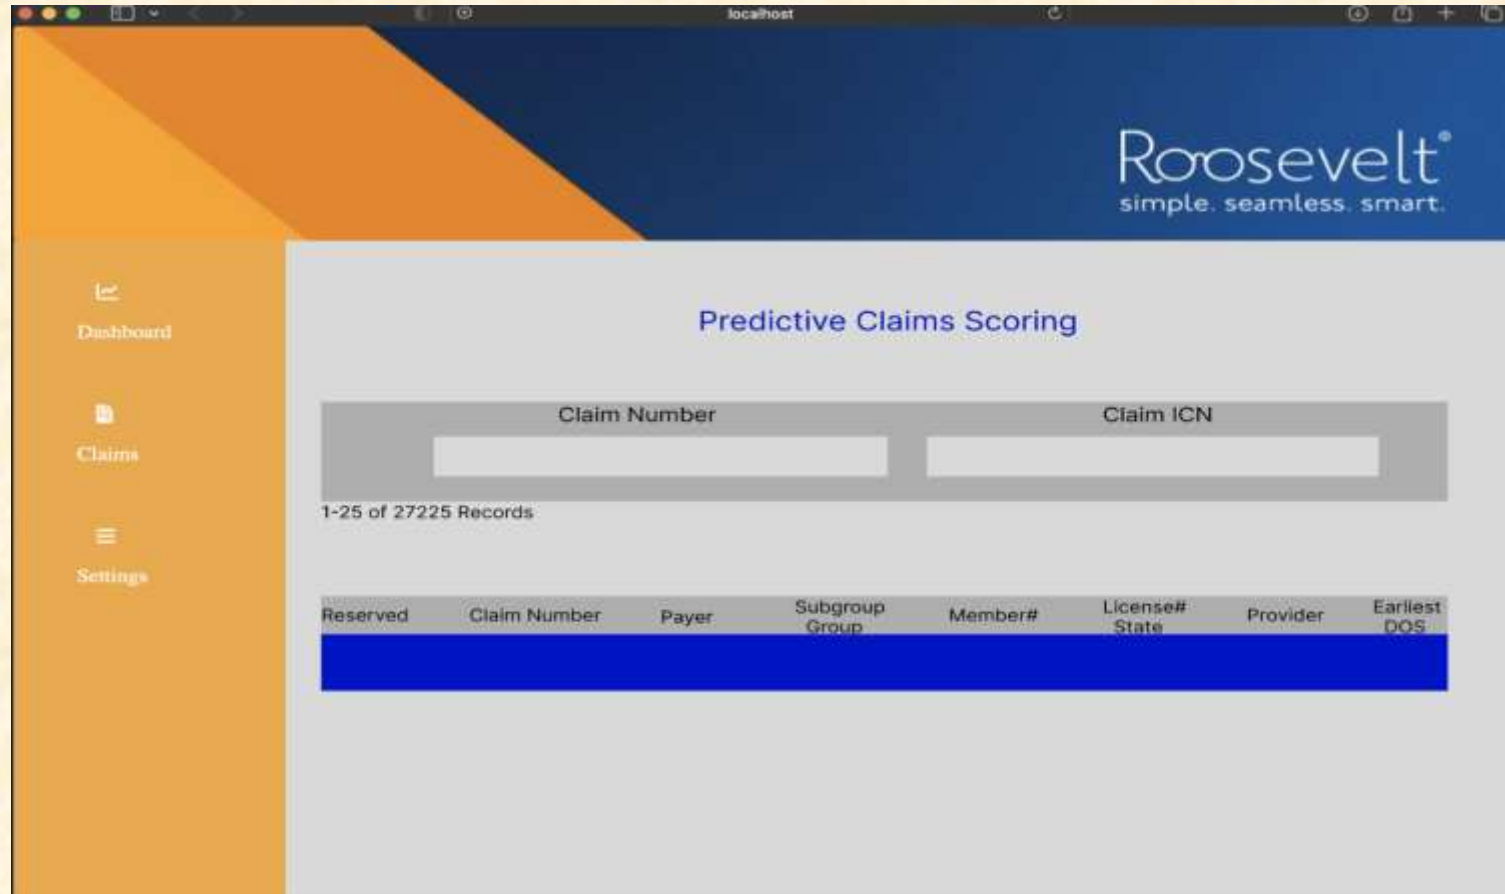 localhost
Roosevelt®
simple. seamless. smart.
Dashboard
Claims
Settings
Predictive Claims Scoring
Claim Number Claim ICN
1-25 of 27225 Records
Reserved Claim Number Payer Subgroup Group Member# License# State Provider Earliest DOS